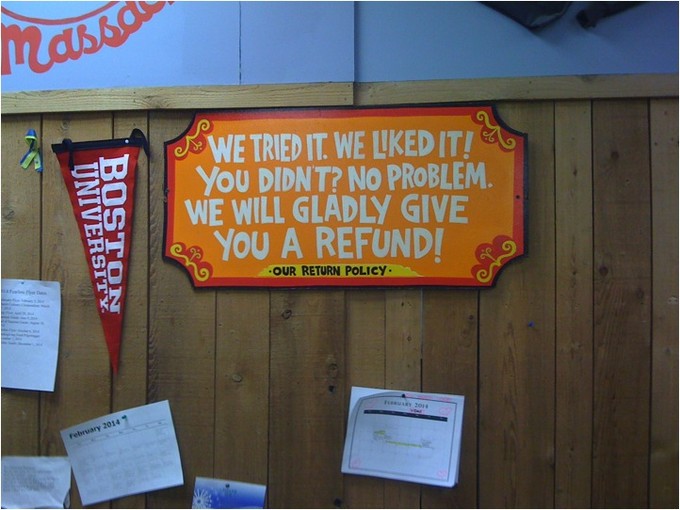 Massac
WE TRIED IT. WE LIKED IT!
YOU DIDN'T? NO PROBLEM.
WE WILL GLADLY GIVE
YOU A REFUND!
·OUR RETURN POLICY·
BOSTON
UNIVERSITY
February 2014
FEBRUARY 2014